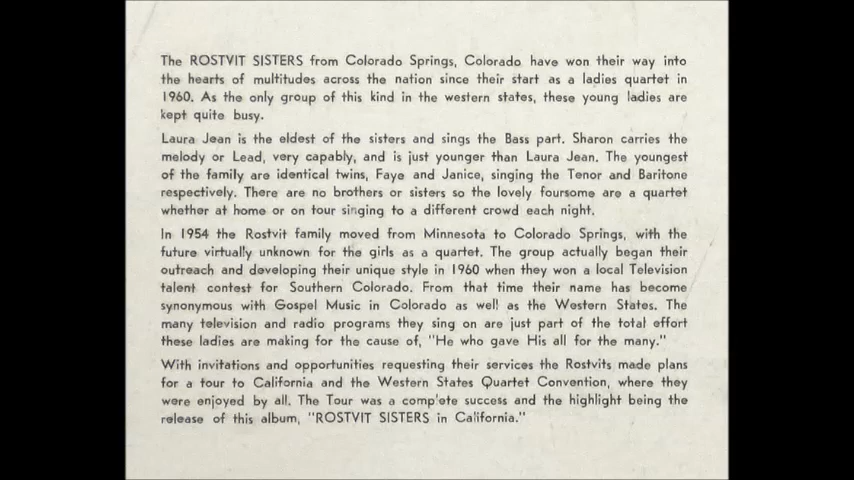 The ROSTVIT SISTERS from Colorado Springs, Colorado have won their way into
the hearts of multitudes across the nation since their start as a ladies quartet in
1960. As the only group of this kind in the western states, these young ladies are
kept quite busy.
Laura Jean is the eldest of the sisters and sings the Bass part. Sharon carries the
melody or Lead, very capably, and is just younger than Laura Jean. The youngest
of the family are identical twins, Faye and Janice, singing the Tenor and Baritone
respectively. There are no brothers or sisters so the lovely foursome are a quartet
whether at home or on tour singing to a different crowd each night.
In 1954 the Rostvit family moved from Minnesota to Colorado Springs, with the
future virtually unknown for the girls as a quartet. The group actually began their
outreach and developing their unique style in 1960 when they won a local Television
talent contest for Southern Colorado. From that time their name has become
synonymous with Gospel Music in Colorado as well as the Western States. The
many television and radio programs they sing on are just part of the total effort
these ladies are making for the cause of, "He who gave His all for the many."
With invitations and opportunities requesting their services the Rostvits made plans
for a tour to California and the Western States Quartet Convention, where they
were enjoyed by all. The Tour was a comp'ete success and the highlight being the
release of this album, "ROSTVIT SISTERS in California."